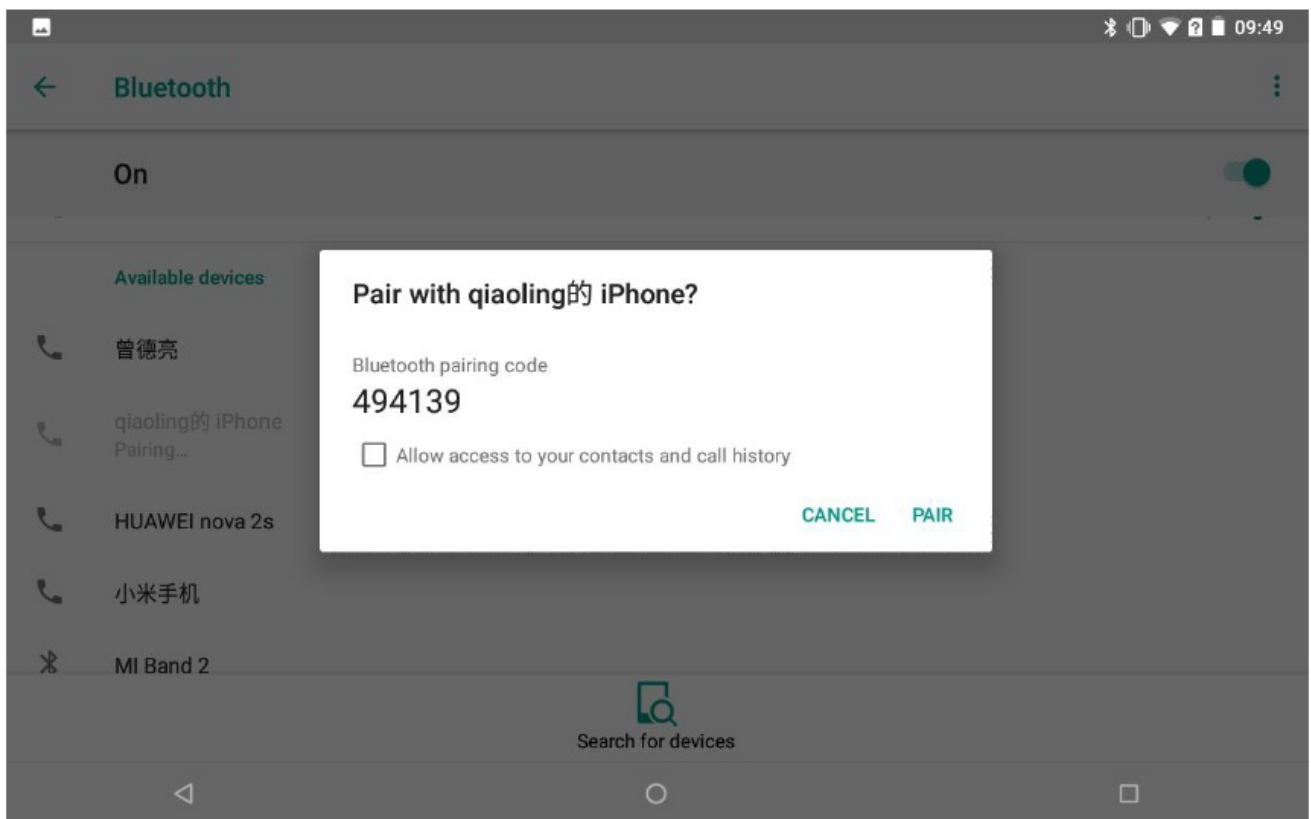 09:49
Bluetooth
On
Available devices
曾德亮
qiaoling的 iPhone
Pairing...
HUAWEI nova 2s
小米手机
MI Band 2
Pair with qiaoling的 iPhone?
Bluetooth pairing code
494139
Allow access to your contacts and call history
CANCEL PAIR
Search for devices